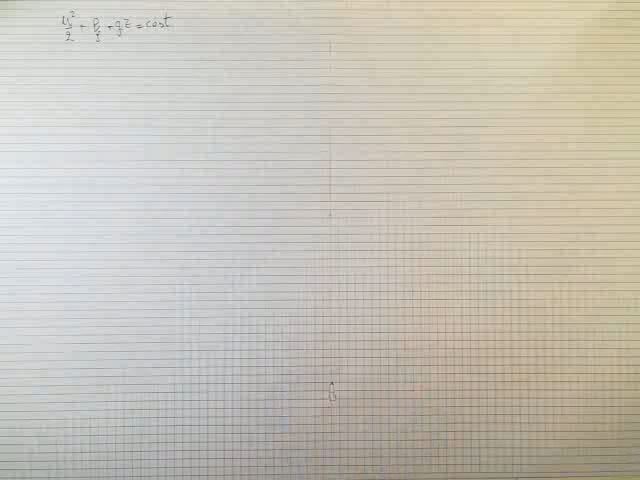 u²/2 + P/ρ + gz = cost